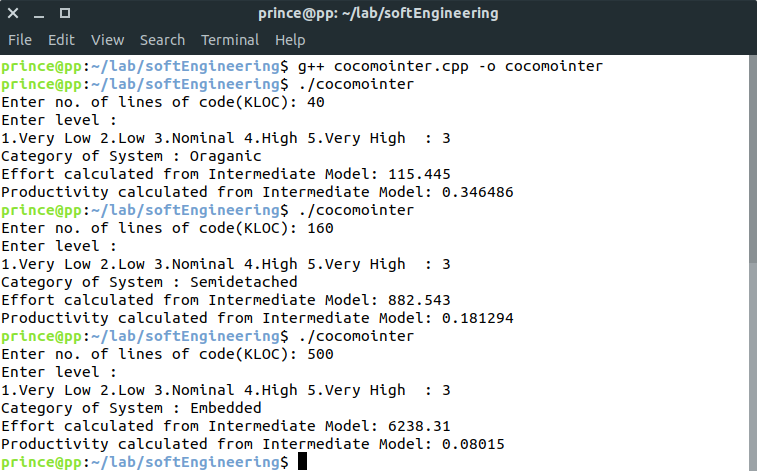 prince@pp: ~/lab/softEngineering
File Edit View Search Terminal Help
prince@pp:~/lab/softEngineering$ g++ cocomointer.cpp -o cocomointer
prince@pp:~/lab/softEngineering$ ./cocomointer
Enter no. of lines of code(KLOC): 40
Enter level :
1.Very Low 2.Low 3.Nominal 4.High 5.Very High  : 3
Category of System : Oraganic
Effort calculated from Intermediate Model: 115.445
Productivity calculated from Intermediate Model: 0.346486
prince@pp:~/lab/softEngineering$ ./cocomointer
Enter no. of lines of code(KLOC): 160
Enter level :
1.Very Low 2.Low 3.Nominal 4.High 5.Very High  : 3
Category of System : Semidetached
Effort calculated from Intermediate Model: 882.543
Productivity calculated from Intermediate Model: 0.181294
prince@pp:~/lab/softEngineering$ ./cocomointer
Enter no. of lines of code(KLOC): 500
Enter level :
1.Very Low 2.Low 3.Nominal 4.High 5.Very High  : 3
Category of System : Embedded
Effort calculated from Intermediate Model: 6238.31
Productivity calculated from Intermediate Model: 0.08015
prince@pp:~/lab/softEngineering$